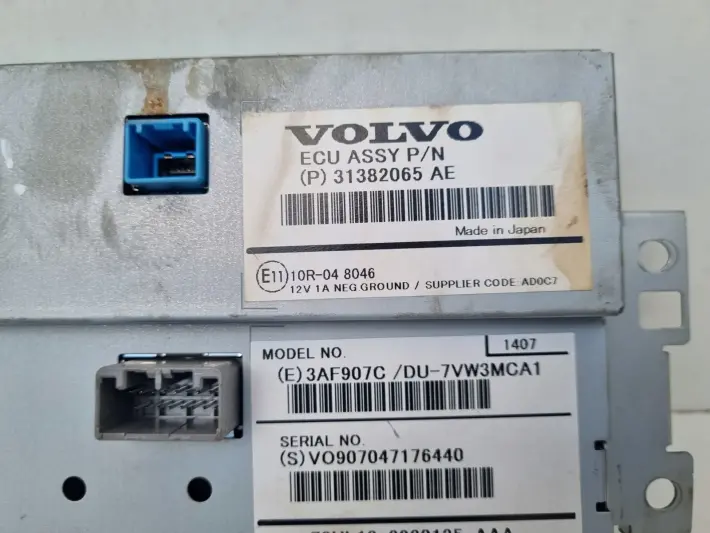 VOLVO
ECU ASSY P/N
(P) 31382065 AE
Made in Japan
E11 10R-04 8046
12V 1A NEG GROUND / SUPPLIER CODE AD0C7
MODEL NO. 1407
(E) 3AF907C /DU-7VW3MCA1
SERIAL NO.
(S) VO907047176440